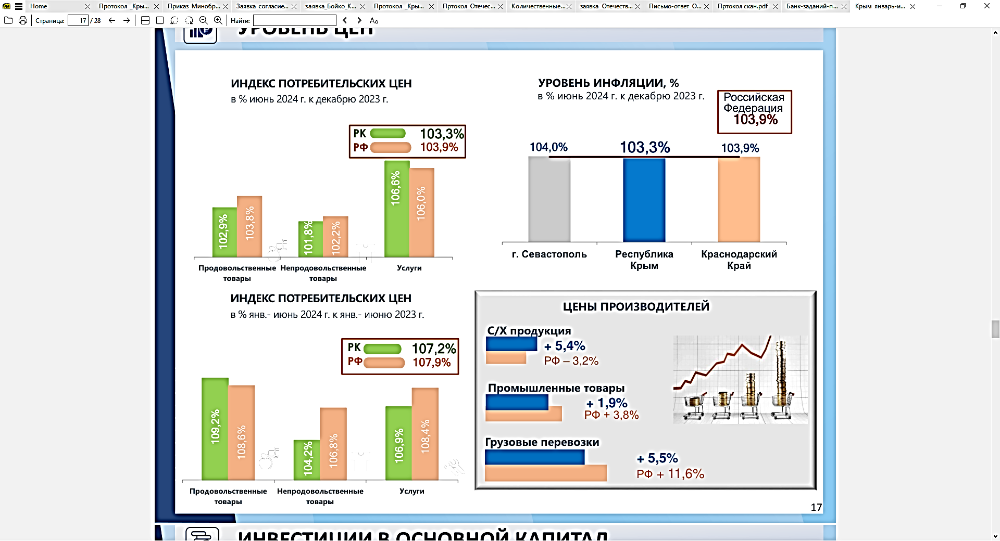 Home
Протокол _Кры...
Приказ Минобр...
Заявка согласие...
заявка_Бойко_К...
Протокол _Кры...
Пртокол Отечес...
Количественные...
заявка Отечеств...
Письмо-ответ О...
Пртокол скан.pdf
Банк-заданий-п...
Крым январь-и...
Страница: 17 / 28
Найти:
Aa
УРОВЕНЬ ЦЕН
ИНДЕКС ПОТРЕБИТЕЛЬСКИХ ЦЕН
в % июнь 2024 г. к декабрю 2023 г.
РК 103,3%
РФ 103,9%
102,9%
103,8%
101,8%
102,2%
106,6%
106,0%
Продовольственные товары
Непродовольственные товары
Услуги
УРОВЕНЬ ИНФЛЯЦИИ, %
в % июнь 2024 г. к декабрю 2023 г.
Российская
Федерация
103,9%
104,0%
103,3%
103,9%
г. Севастополь
Республика
Крым
Краснодарский
Край
ИНДЕКС ПОТРЕБИТЕЛЬСКИХ ЦЕН
в % янв.- июнь 2024 г. к янв.- июню 2023 г.
РК 107,2%
РФ 107,9%
109,2%
108,6%
104,2%
106,8%
106,9%
108,4%
Продовольственные товары
Непродовольственные товары
Услуги
ЦЕНЫ ПРОИЗВОДИТЕЛЕЙ
С/Х продукция
+ 5,4%
РФ – 3,2%
Промышленные товары
+ 1,9%
РФ + 3,8%
Грузовые перевозки
+ 5,5%
РФ + 11,6%
17
ИНВЕСТИЦИИ В ОСНОВНОЙ КАПИТАЛ